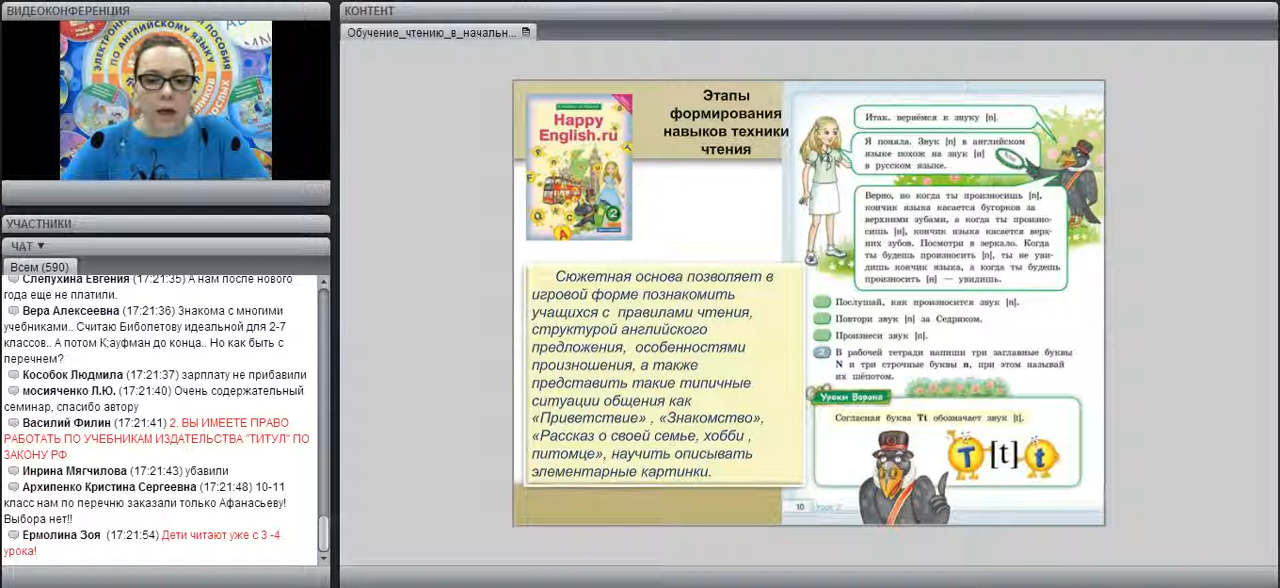 ВИДЕОКОНФЕРЕНЦИЯ
ЭЛЕКТРОННЫЕ
ПОСОБИЯ
ПО АНГЛИЙСКОМУ ЯЗЫКУ
УЧАСТНИКИ
ЧАТ
Всем (590)
Слепухина Евгения (17:21:35) А нам после нового
года еще не платили.
Вера Алексеевна (17:21:36) Знакома с многими
учебниками.. Считаю Биболетову идеальной для 2-7
классов.. А потом К;ауфман до конца.. Но как быть с
перечнем?
Кособок Людмила (17:21:37) зарплату не прибавили
мосияченко Л.Ю. (17:21:40) Очень содержательный
семинар, спасибо автору
Василий Филин (17:21:41) 2. ВЫ ИМЕЕТЕ ПРАВО
РАБОТАТЬ ПО УЧЕБНИКАМ ИЗДАТЕЛЬСТВА "ТИТУЛ" ПО
ЗАКОНУ РФ
Инрина Мягчилова (17:21:43) убавили
Архипенко Кристина Сергеевна (17:21:48) 10-11
класс нам по перечню заказали только Афанасьеву!
Выбора нет!!
Ермолина Зоя (17:21:54) Дети читают уже с 3 -4
урока!
КОНТЕНТ
Обучение_чтению_в_начальн...
Happy
English.ru
2
Этапы
формирования
навыков техники
чтения
Сюжетная основа позволяет в
игровой форме познакомить
учащихся с правилами чтения,
структурой английского
предложения, особенностями
произношения, а также
представить такие типичные
ситуации общения как
«Приветствие» , «Знакомство»,
«Рассказ о своей семье, хобби ,
питомце», научить описывать
элементарные картинки.
Итак, вернёмся к звуку [n].
Я поняла. Звук [n] в английском
языке похож на звук [н]
в русском языке.
Верно, но когда ты произносишь [n],
кончик языка касается бугорков за
верхними зубами, а когда ты произно-
сишь [н], кончик языка касается верх-
них зубов. Посмотри в зеркало. Когда
ты будешь произносить [n], ты не уви-
дишь кончик языка, а когда ты будешь
произносить [н] — увидишь.
Послушай, как произносится звук [n].
Повтори звук [n] за Седриком.
Произнеси звук [n].
2 В рабочей тетради напиши три заглавные буквы
N и три строчные буквы n, при этом называй
их шёпотом.
Уроки Ворона
Согласная буква Tt обозначает звук [t].
T [t] t
10 Урок 2